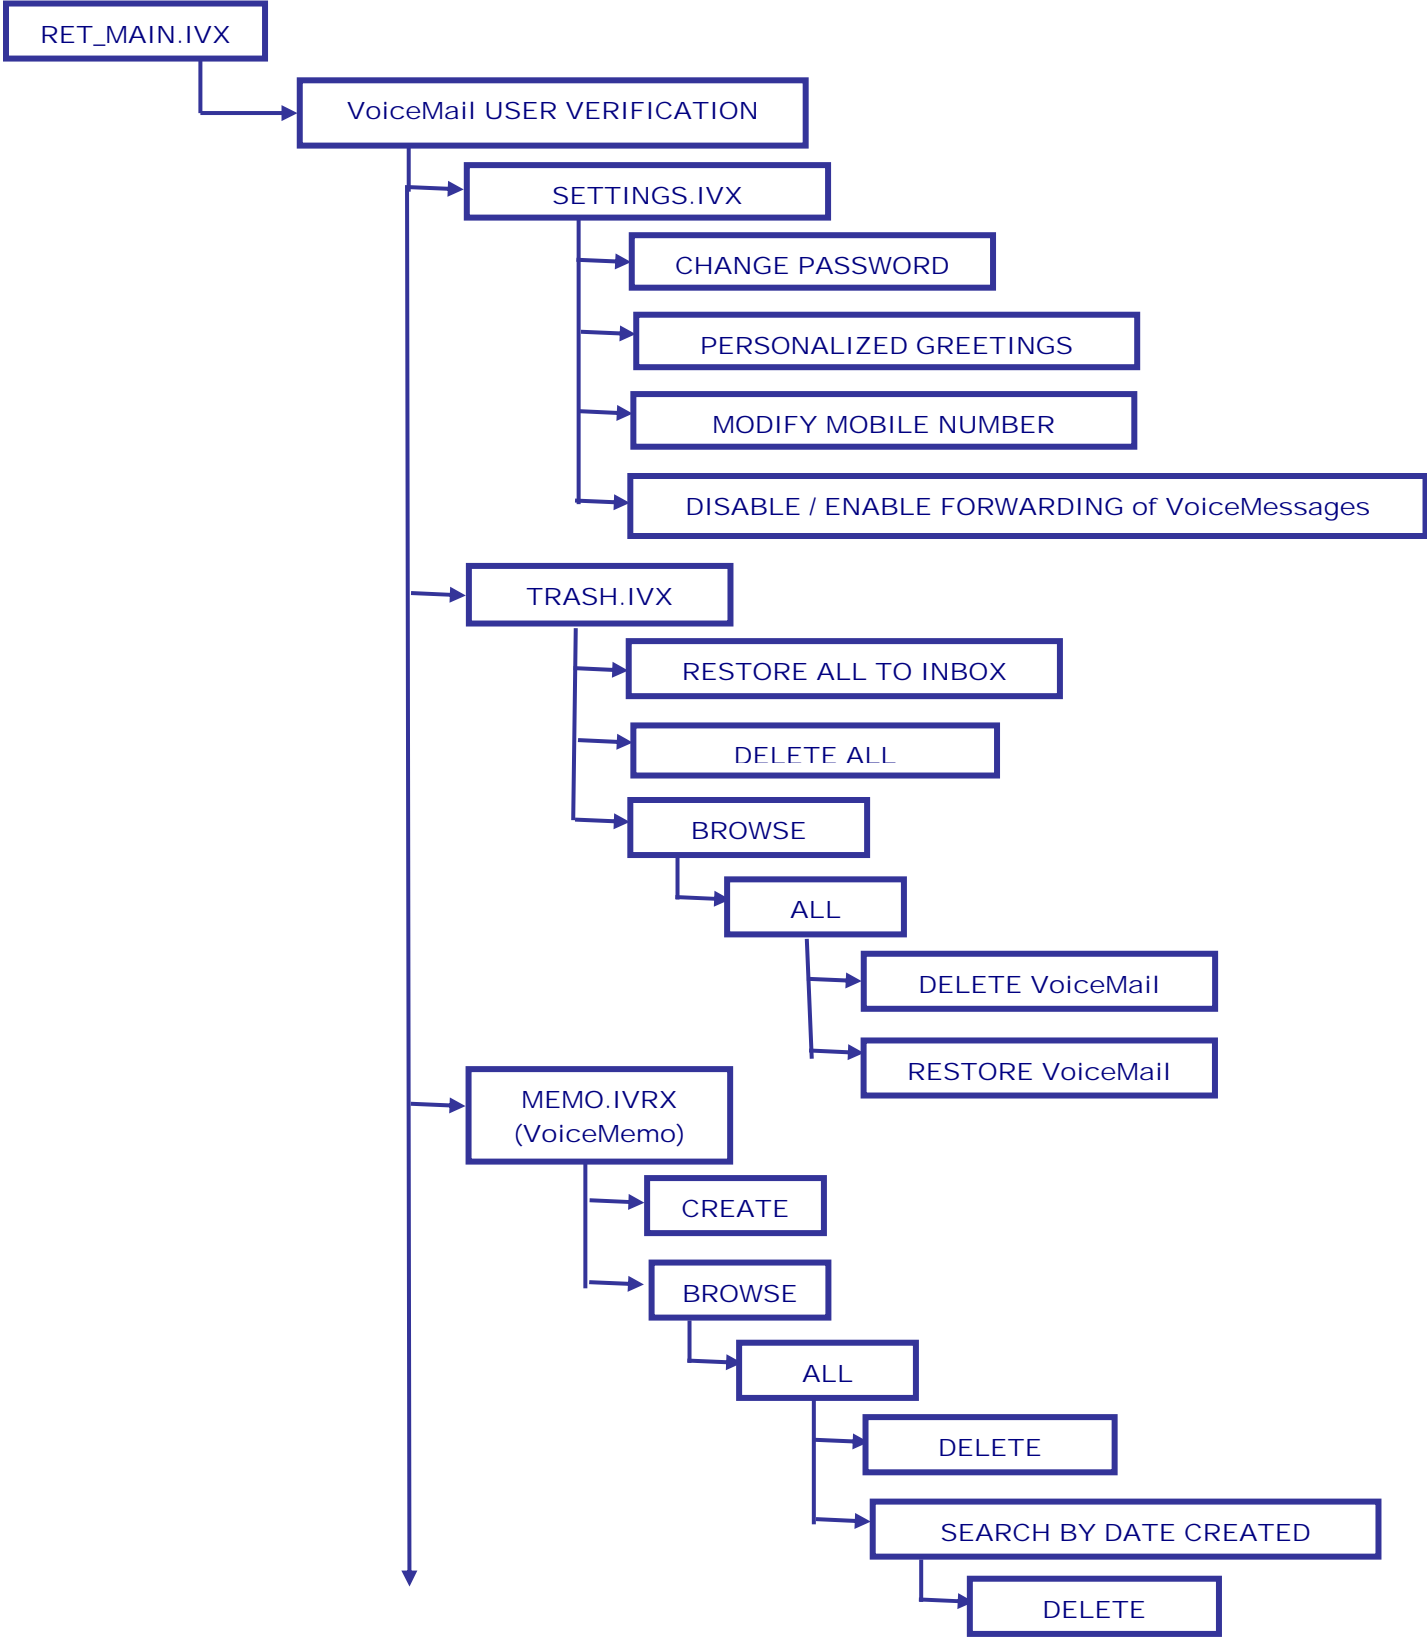 RET_MAIN.IVX
VoiceMail USER VERIFICATION
SETTINGS.IVX
CHANGE PASSWORD
PERSONALIZED GREETINGS
MODIFY MOBILE NUMBER
DISABLE / ENABLE FORWARDING of VoiceMessages
TRASH.IVX
RESTORE ALL TO INBOX
DELETE ALL
BROWSE
ALL
DELETE VoiceMail
RESTORE VoiceMail
MEMO.IVRX
(VoiceMemo)
CREATE
BROWSE
ALL
DELETE
SEARCH BY DATE CREATED
DELETE